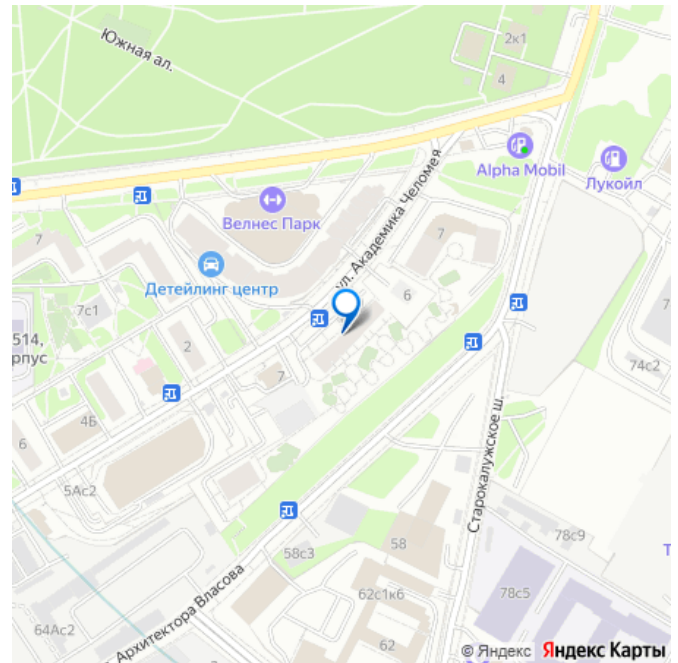 Южная ал.
2к1
4
Alpha Mobil
Лукойл
ул. Академика Челомея
Велнес Парк
7
7
Детейлинг центр
6
7с1
514,
рпус
2
7
74с2
4Б
6
5Ас2
Старокалужское ш.
58
78с9
58с3
62с1к6
78с5
64Ас2
Архитектора Власова
62
© Яндекс Яндекс Карты